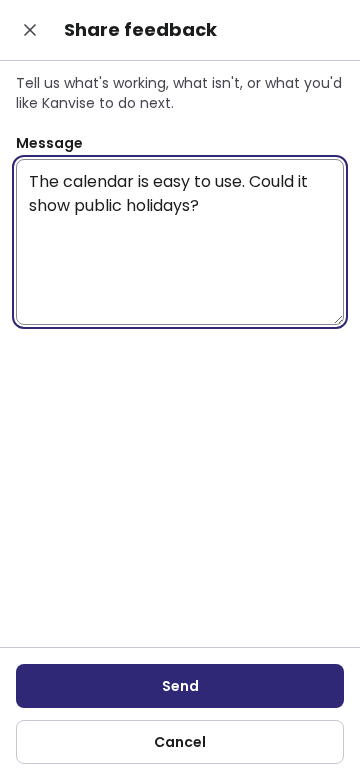 Share feedback
Tell us what's working, what isn't, or what you'd
like Kanvise to do next.
Message
The calendar is easy to use. Could it
show public holidays?
Send
Cancel